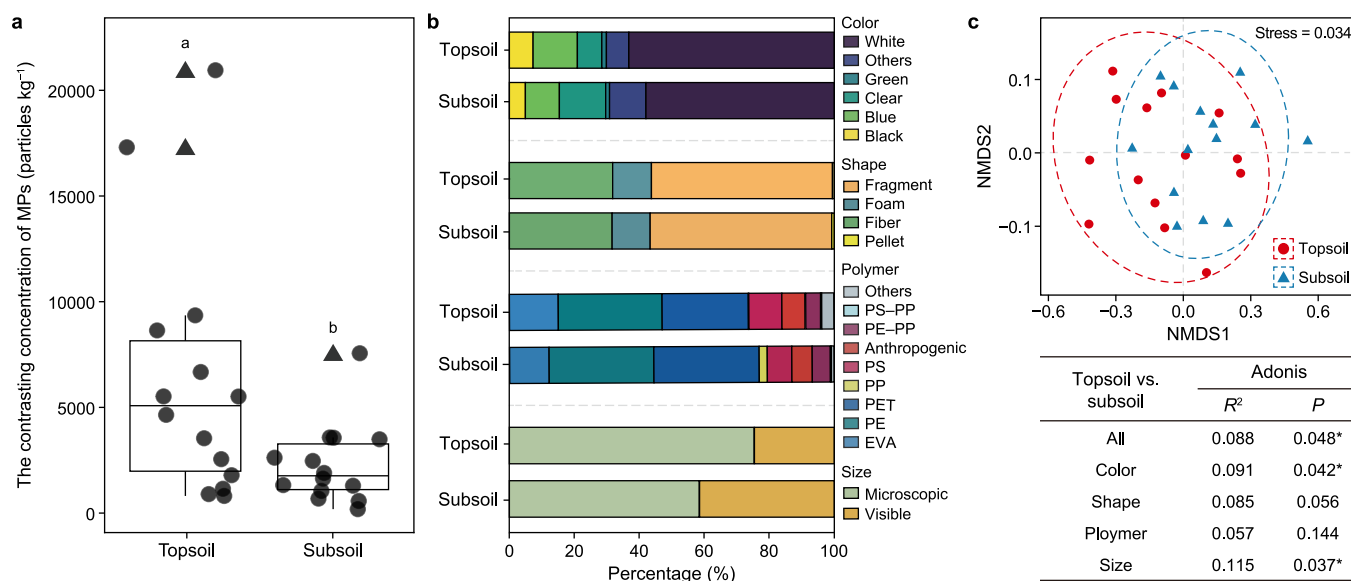 a
The contrasting concentration of MPs (particles kg⁻¹)
20000
15000
10000
5000
0
a
b
Topsoil
Subsoil
b
Topsoil
Subsoil
Topsoil
Subsoil
Topsoil
Subsoil
Topsoil
Subsoil
0 20 40 60 80 100
Percentage (%)
Color
White
Others
Green
Clear
Blue
Black
Shape
Fragment
Foam
Fiber
Pellet
Polymer
Others
PS–PP
PE–PP
Anthropogenic
PS
PP
PET
PE
EVA
Size
Microscopic
Visible
c
Stress = 0.034
NMDS2
0.1
0.0
−0.1
Topsoil
Subsoil
−0.6 −0.3 0.0 0.3 0.6
NMDS1
Topsoil vs. subsoil Adonis
R² P
All 0.088 0.048*
Color 0.091 0.042*
Shape 0.085 0.056
Ploymer 0.057 0.144
Size 0.115 0.037*